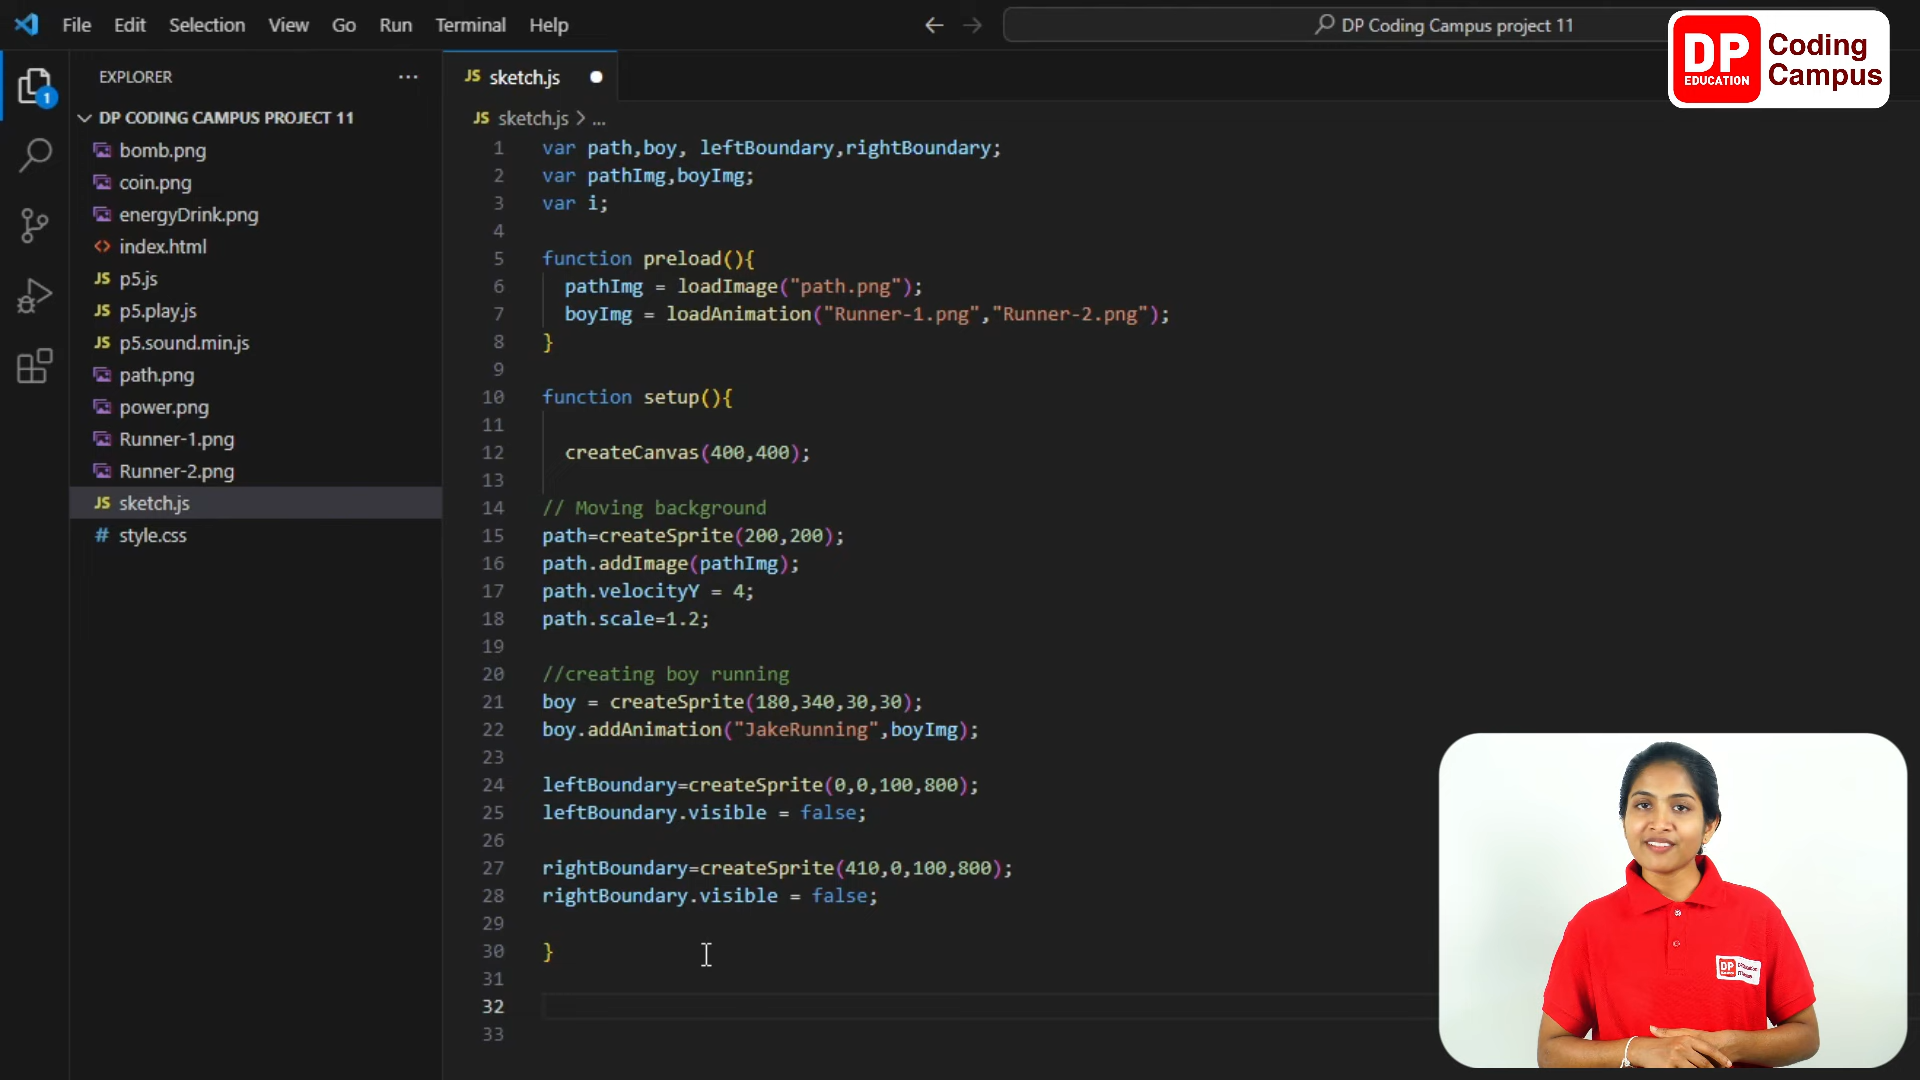 File Edit Selection View Go Run Terminal Help
DP Coding Campus project 11
DP EDUCATION Coding Campus
EXPLORER
DP CODING CAMPUS PROJECT 11
bomb.png
coin.png
energyDrink.png
index.html
p5.js
p5.play.js
p5.sound.min.js
path.png
power.png
Runner-1.png
Runner-2.png
sketch.js
style.css
JS sketch.js
JS sketch.js > ...
1 var path,boy, leftBoundary,rightBoundary;
2 var pathImg,boyImg;
3 var i;
4
5 function preload(){
6 pathImg = loadImage("path.png");
7 boyImg = loadAnimation("Runner-1.png","Runner-2.png");
8 }
9
10 function setup(){
11
12 createCanvas(400,400);
13
14 // Moving background
15 path=createSprite(200,200);
16 path.addImage(pathImg);
17 path.velocityY = 4;
18 path.scale=1.2;
19
20 //creating boy running
21 boy = createSprite(180,340,30,30);
22 boy.addAnimation("JakeRunning",boyImg);
23
24 leftBoundary=createSprite(0,0,100,800);
25 leftBoundary.visible = false;
26
27 rightBoundary=createSprite(410,0,100,800);
28 rightBoundary.visible = false;
29
30 }
31
32
33
DP